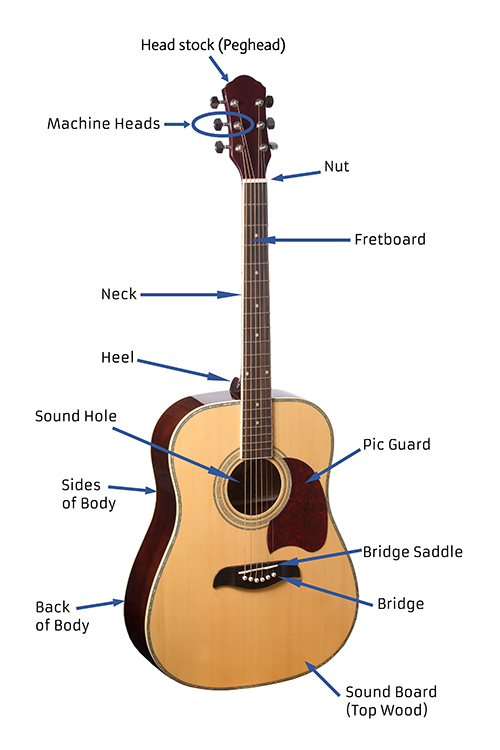 Head stock (Peghead)
Machine Heads
Nut
Fretboard
Neck
Heel
Sound Hole
Pic Guard
Sides
of Body
Bridge Saddle
Bridge
Back
of Body
Sound Board
(Top Wood)